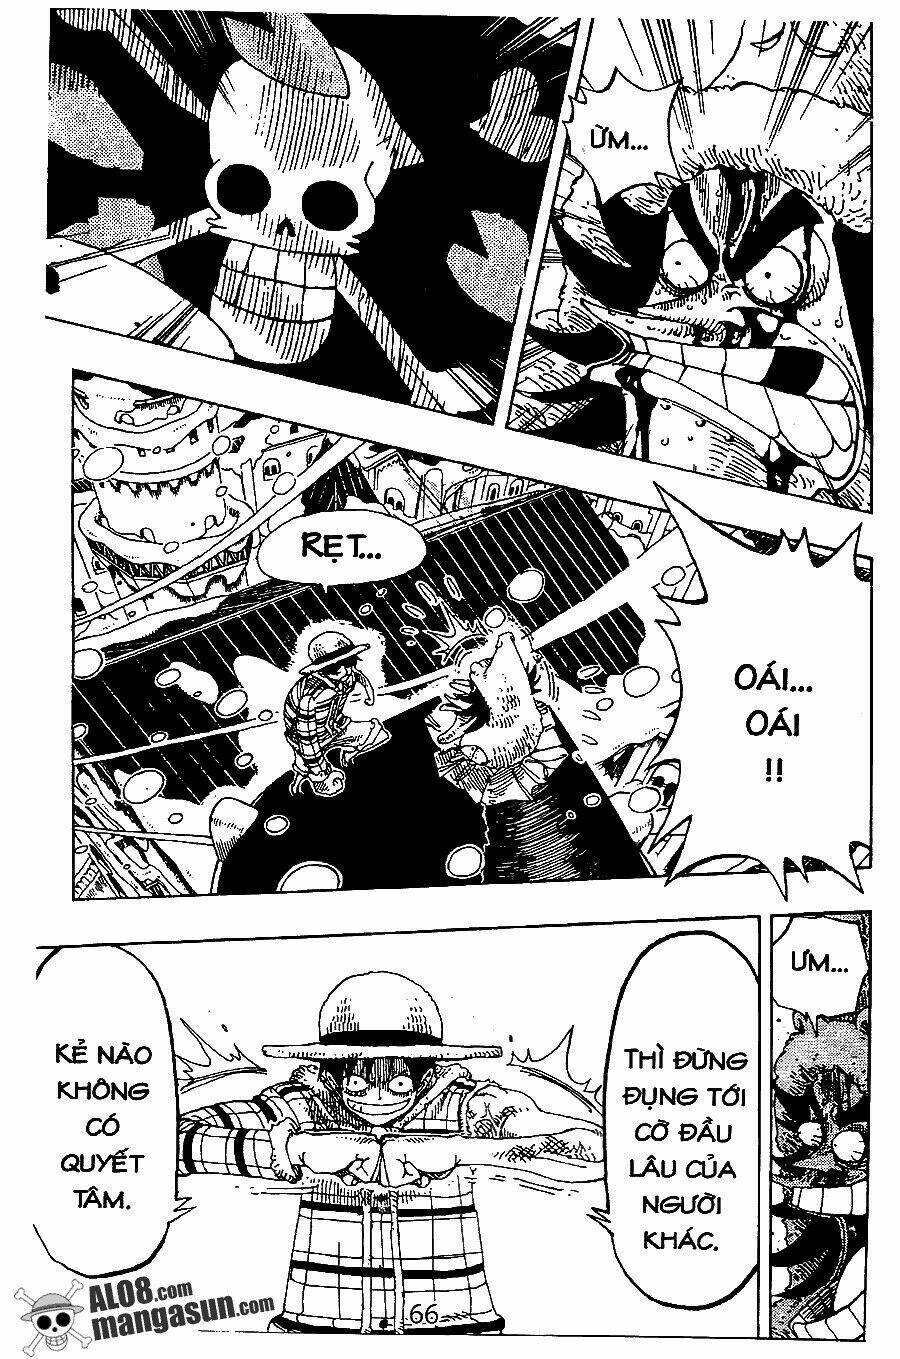 ỪM...
RẸT...
OÁI...
OÁI
!!
ƯM...
KẺ NÀO
KHÔNG
CÓ
QUYẾT
TÂM.
THÌ ĐỪNG
ĐỤNG TỚI
CỜ ĐẦU
LÂU CỦA
NGƯỜI
KHÁC.
66
ALO8.com
mangasun.com